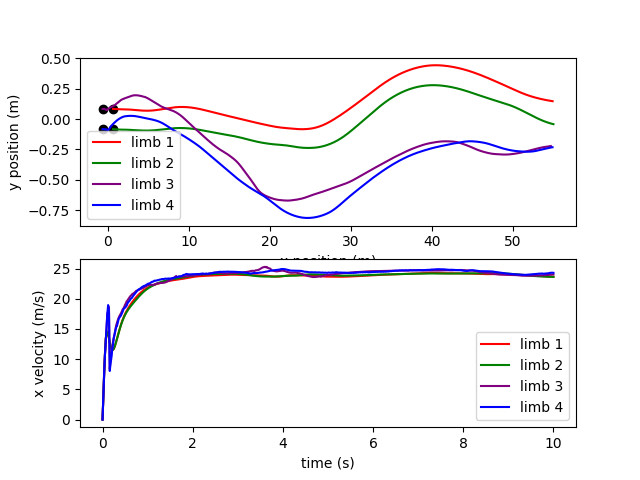 0.50
0.25
0.00
−0.25
−0.50
−0.75
y position (m)
limb 1
limb 2
limb 3
limb 4
0 10 20 30 40 50
x position (m)
25
20
15
10
5
0
x velocity (m/s)
limb 1
limb 2
limb 3
limb 4
0 2 4 6 8 10
time (s)